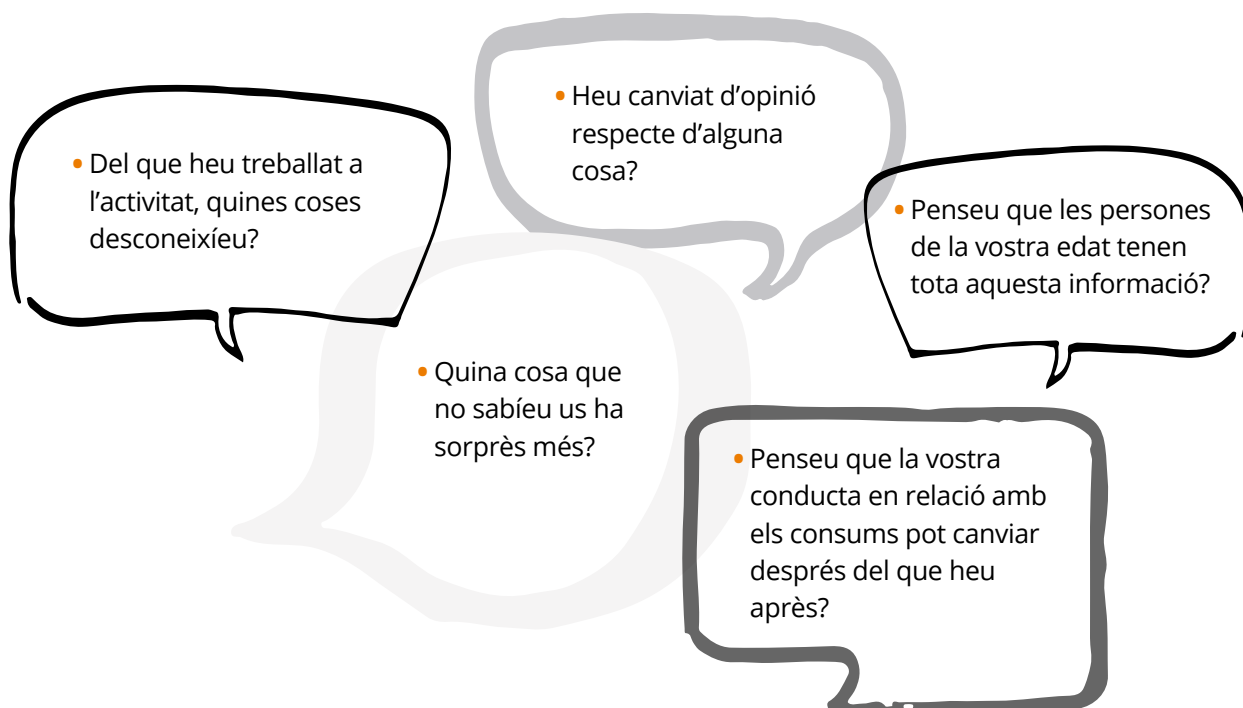 • Heu canviat d’opinió
respecte d’alguna
cosa?
• Del que heu treballat a
l’activitat, quines coses
desconeixíeu?
• Penseu que les persones
de la vostra edat tenen
tota aquesta informació?
• Quina cosa que
no sabíeu us ha
sorprès més?
• Penseu que la vostra
conducta en relació amb
els consums pot canviar
després del que heu
après?